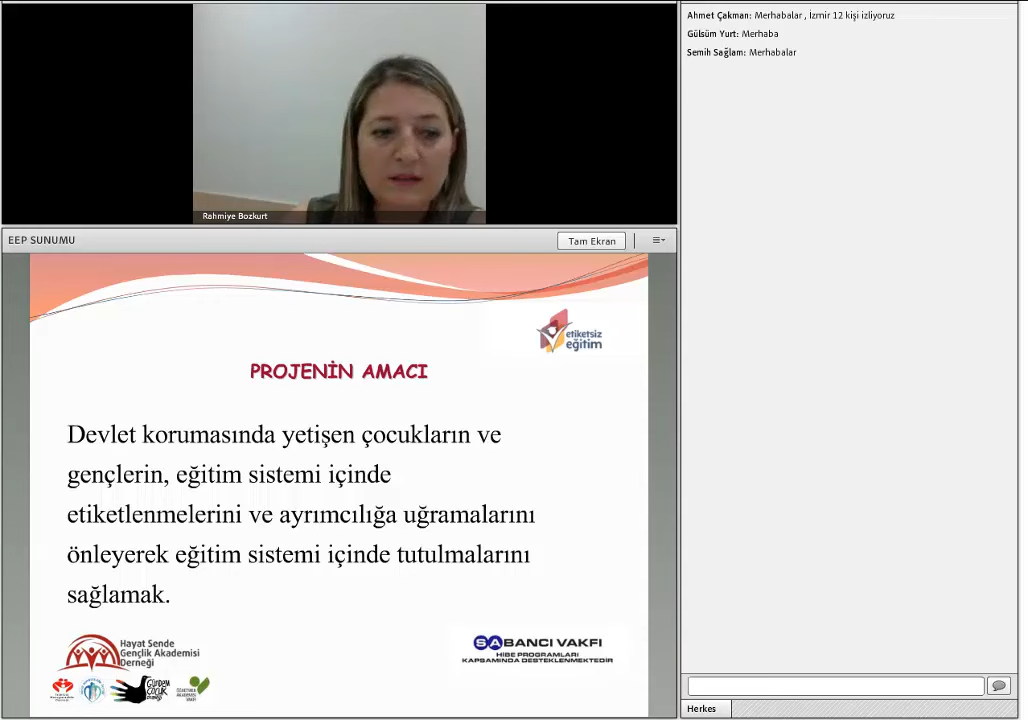 Rahmiye Bozkurt
EEP SUNUMU
Tam Ekran
etiketsiz
eğitim
PROJENİN AMACI
Devlet korumasında yetişen çocukların ve
gençlerin, eğitim sistemi içinde
etiketlenmelerini ve ayrımcılığa uğramalarını
önleyerek eğitim sistemi içinde tutulmalarını
sağlamak.
Hayat Sende
Gençlik Akademisi
Derneği
Gündem
Çocuk
SABANCI VAKFI
HİBE PROGRAMLARI
KAPSAMINDA DESTEKLENMEKTEDİR
Ahmet Çakman: Merhabalar , İzmir 12 kişi izliyoruz
Gülsüm Yurt: Merhaba
Semih Sağlam: Merhabalar
Herkes